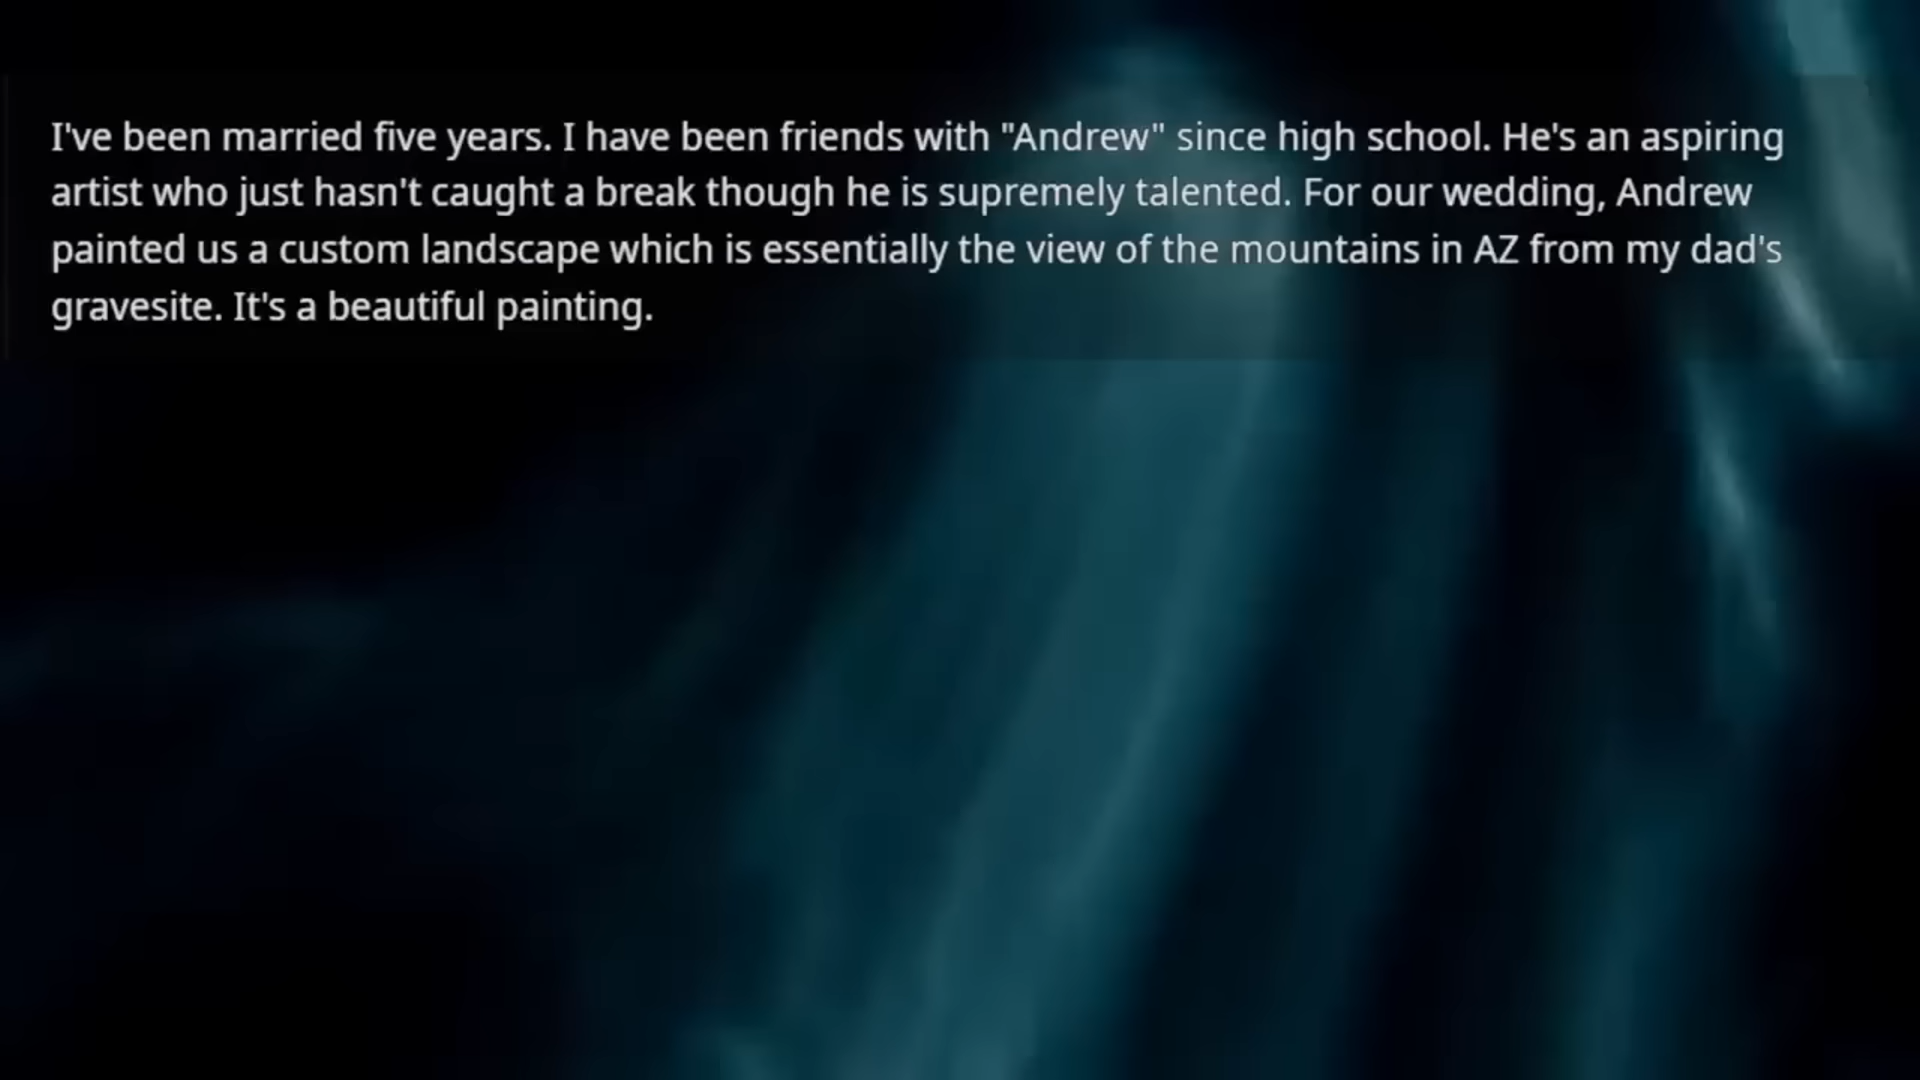 I've been married five years. I have been friends with "Andrew" since high school. He's an aspiring
artist who just hasn't caught a break though he is supremely talented. For our wedding, Andrew
painted us a custom landscape which is essentially the view of the mountains in AZ from my dad's
gravesite. It's a beautiful painting.